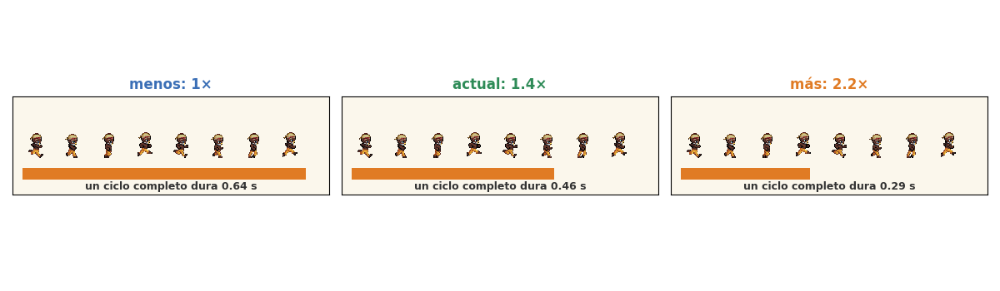 menos: 1×
actual: 1.4×
más: 2.2×
un ciclo completo dura 0.64 s
un ciclo completo dura 0.46 s
un ciclo completo dura 0.29 s